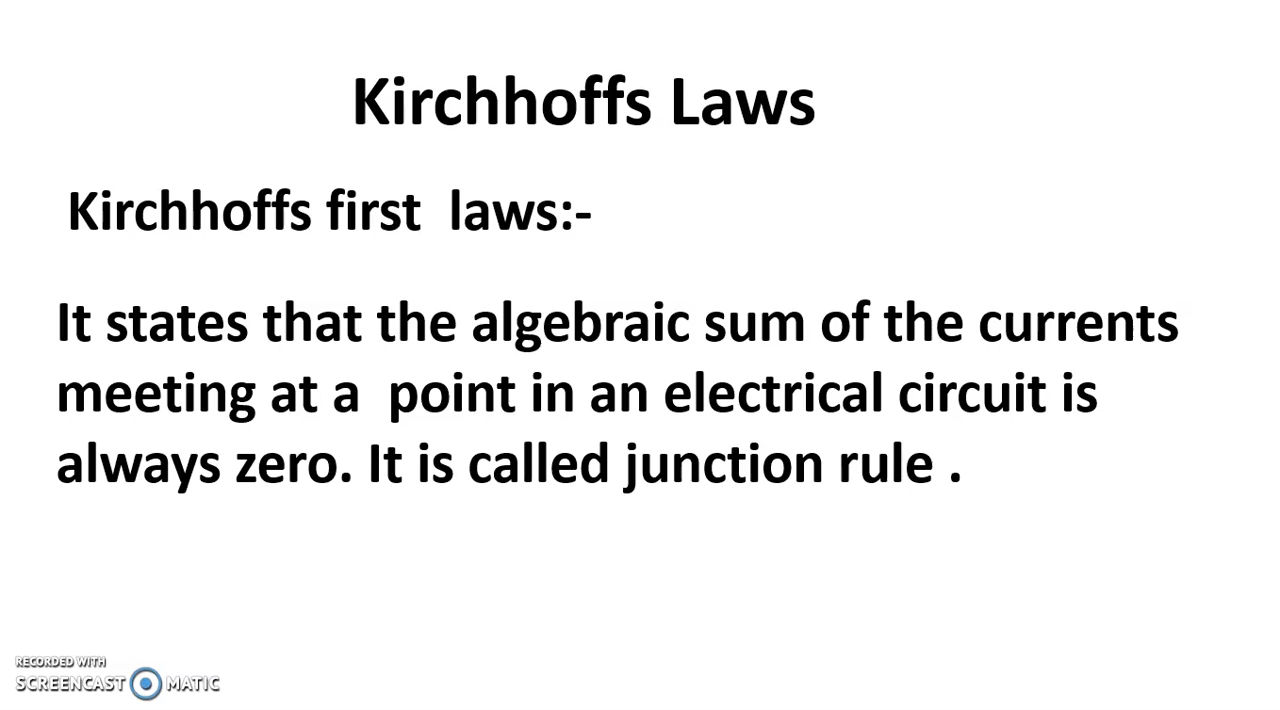 Kirchhoffs Laws
Kirchhoffs first laws:-
It states that the algebraic sum of the currents
meeting at a point in an electrical circuit is
always zero. It is called junction rule .
RECORDED WITH
SCREENCAST MATIC